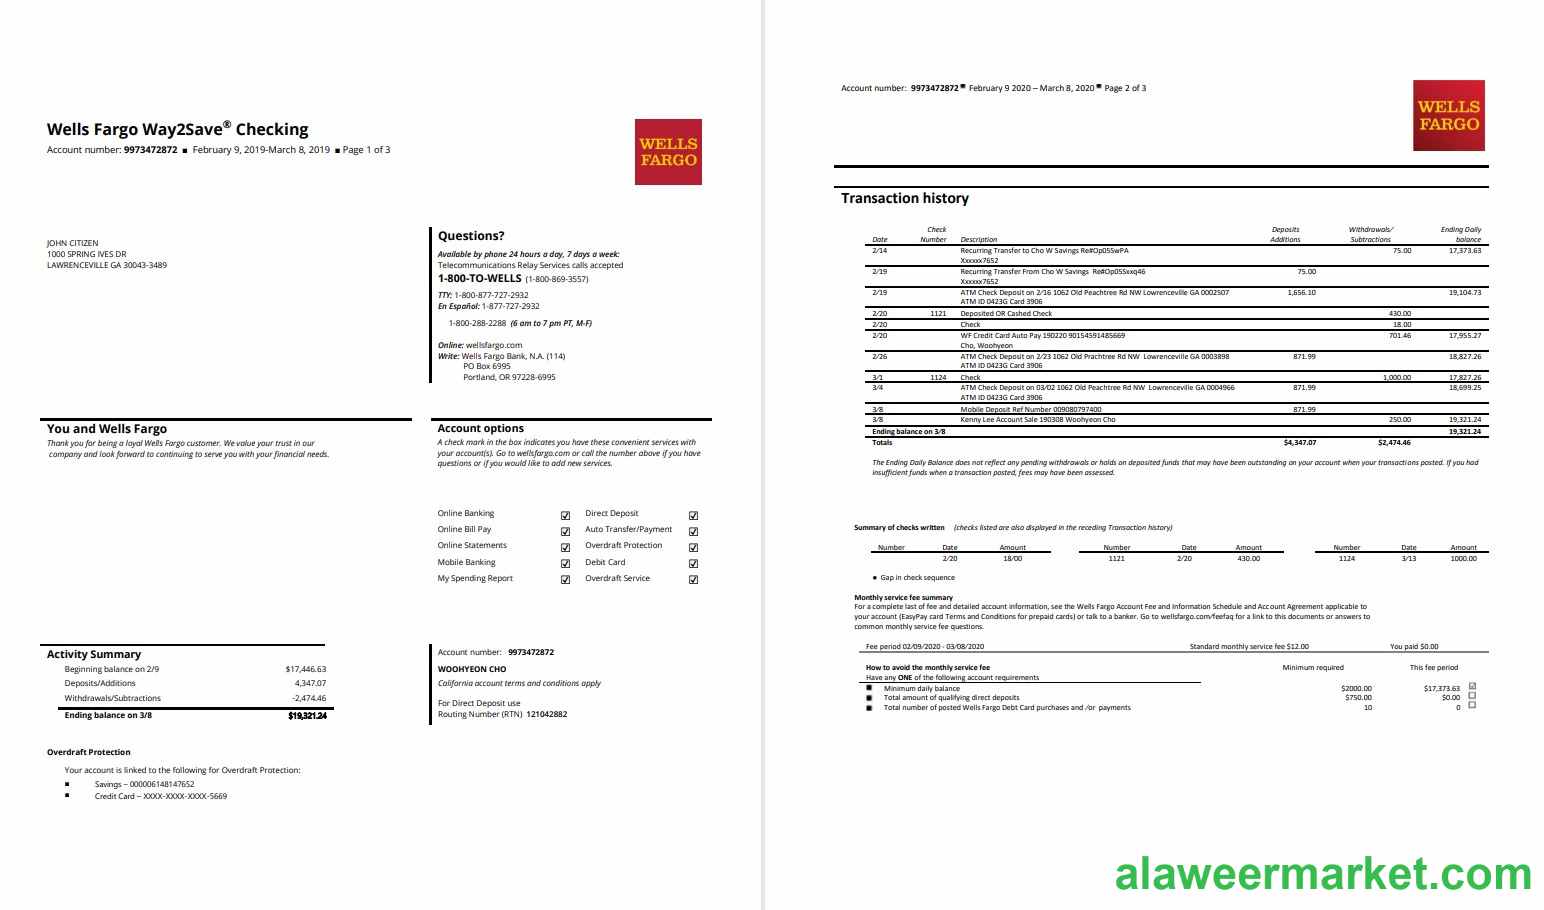 Wells Fargo Way2Save® Checking
Account number: 9973472872 ■ February 9, 2019-March 8, 2019 ■ Page 1 of 3
WELLS
FARGO
JOHN CITIZEN
1000 SPRING IVES DR
LAWRENCEVILLE GA 30043-3489
Questions?
Available by phone 24 hours a day, 7 days a week:
Telecommunications Relay Services calls accepted
1-800-TO-WELLS (1-800-869-3557)
TTY: 1-800-877-727-2932
En Español: 1-877-727-2932
1-800-288-2288 (6 am to 7 pm PT, M-F)
Online: wellsfargo.com
Write: Wells Fargo Bank, N.A. (114)
PO Box 6995
Portland, OR 97228-6995
You and Wells Fargo
Thank you for being a loyal Wells Fargo customer. We value your trust in our
company and look forward to continuing to serve you with your financial needs.
Account options
A check mark in the box indicates you have these convenient services with
your account(s). Go to wellsfargo.com or call the number above if you have
questions or if you would like to add new services.
Online Banking ☑ Direct Deposit ☑
Online Bill Pay ☑ Auto Transfer/Payment ☑
Online Statements ☑ Overdraft Protection ☑
Mobile Banking ☑ Debit Card ☑
My Spending Report ☑ Overdraft Service ☑
Activity Summary
Beginning balance on 2/9 $17,446.63
Deposits/Additions 4,347.07
Withdrawals/Subtractions -2,474.46
Ending balance on 3/8 $19,321.24
Account number: 9973472872
WOOHYEON CHO
California account terms and conditions apply
For Direct Deposit use
Routing Number (RTN) 121042882
Overdraft Protection
Your account is linked to the following for Overdraft Protection:
■ Savings – 000006148147652
■ Credit Card – XXXX-XXXX-XXXX-5669
Account number: 9973472872 ■ February 9 2020 – March 8, 2020 ■ Page 2 of 3
WELLS
FARGO
Transaction history
Check Deposits Withdrawals/ Ending Daily
Date Number Description Additions Subtractions balance
2/14 Recurring Transfer to Cho W Savings Re#Op05SwPA 75.00 17,373.63
Xxxxxx7652
2/19 Recurring Transfer From Cho W Savings Re#Op05Sxxq46 75.00
Xxxxxx7652
2/19 ATM Check Deposit on 2/16 1062 Old Peachtree Rd NW Lowrenceville GA 0002507 1,656.10 19,104.73
ATM ID 0423G Card 3906
2/20 1121 Deposited OR Cashed Check 430.00
2/20 Check 18.00
2/20 WF Credit Card Auto Pay 190220 90154591485669 701.46 17,955.27
Cho, Woohyeon
2/26 ATM Check Deposit on 2/23 1062 Old Prachtree Rd NW Lowrenceville GA 0003898 871.99 18,827.26
ATM ID 0423G Card 3906
3/1 1124 Check 1,000.00 17,827.26
3/4 ATM Check Deposit on 03/02 1062 Old Peachtree Rd NW Lowrenceville GA 0004966 871.99 18,699.25
ATM ID 0423G Card 3906
3/8 Mobile Deposit Ref Number 009080797400 871.99
3/8 Kenny Lee Account Sale 190308 Woohyeon Cho 250.00 19,321.24
Ending balance on 3/8 19,321.24
Totals $4,347.07 $2,474.46
The Ending Daily Balance does not reflect any pending withdrawals or holds on deposited funds that may have been outstanding on your account when your transactions posted. If you had
insufficient funds when a transaction posted, fees may have been assessed.
Summary of checks written (checks listed are also displayed in the receding Transaction history)
Number Date Amount Number Date Amount Number Date Amount
2/20 18/00 1121 2/20 430.00 1124 3/13 1000.00
● Gap in check sequence
Monthly service fee summary
For a complete last of fee and detailed account information, see the Wells Fargo Account Fee and Information Schedule and Account Agreement applicable to
your account (EasyPay card Terms and Conditions for prepaid cards) or talk to a banker. Go to wellsfargo.com/feefaq for a link to this documents or answers to
common monthly service fee questions.
Fee period 02/09/2020 - 03/08/2020 Standard monthly service fee $12.00 You paid $0.00
How to avoid the monthly service fee Minimum required This fee period
Have any ONE of the following account requirements
■ Minimum daily balance $2000.00 $17,373.63 ☑
■ Total amount of qualifying direct deposits $750.00 $0.00 ☐
■ Total number of posted Wells Fargo Debit Card purchases and /or payments 10 0 ☐
alaweermarket.com